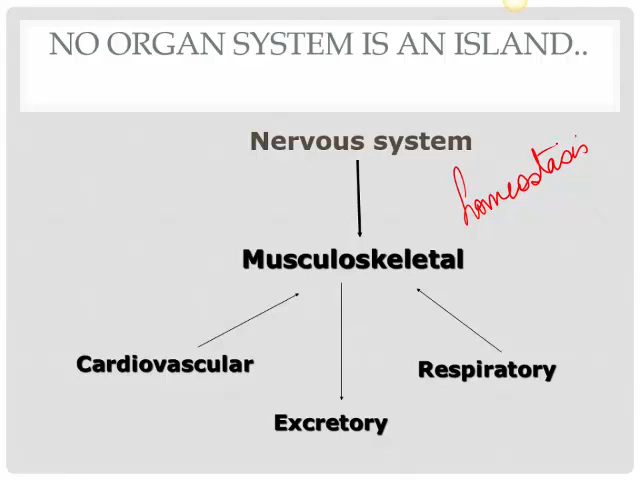 NO ORGAN SYSTEM IS AN ISLAND..
Nervous system
homeostasis
Musculoskeletal
Cardiovascular
Respiratory
Excretory